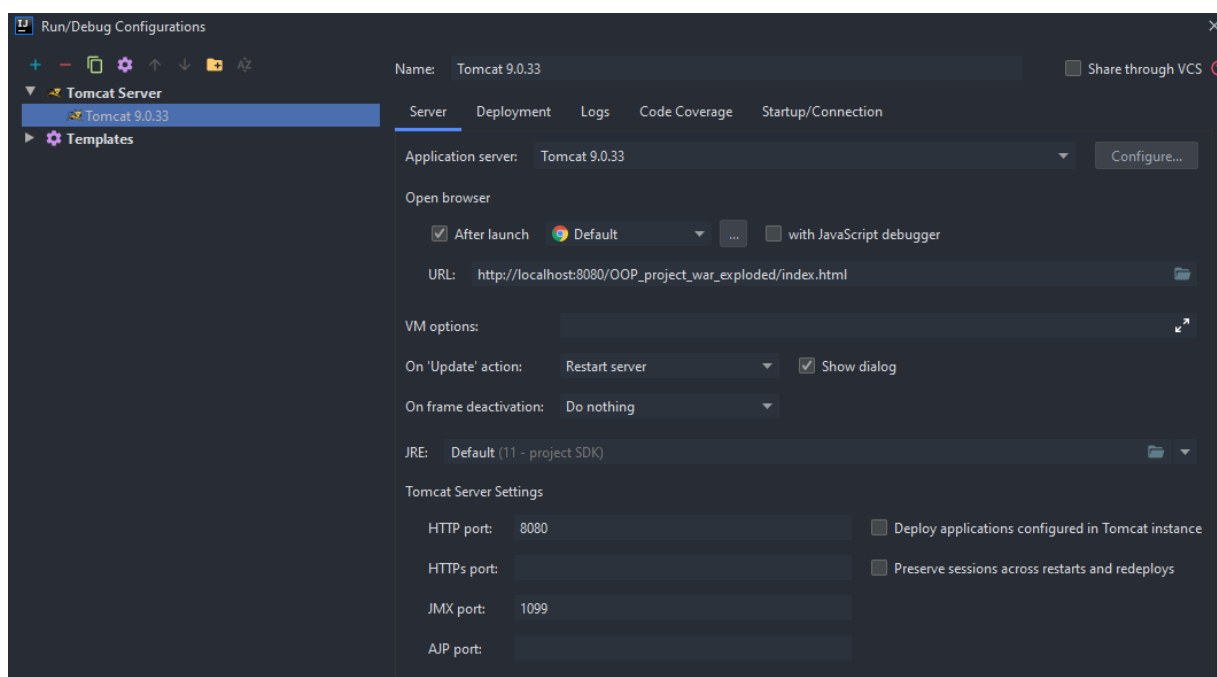 Run/Debug Configurations
Name: Tomcat 9.0.33 Share through VCS
Tomcat Server
Tomcat 9.0.33
Templates
Server Deployment Logs Code Coverage Startup/Connection
Application server: Tomcat 9.0.33 Configure...
Open browser
After launch Default ... with JavaScript debugger
URL: http://localhost:8080/OOP_project_war_exploded/index.html
VM options:
On 'Update' action: Restart server Show dialog
On frame deactivation: Do nothing
JRE: Default (11 - project SDK)
Tomcat Server Settings
HTTP port: 8080 Deploy applications configured in Tomcat instance
HTTPs port: Preserve sessions across restarts and redeploys
JMX port: 1099
AJP port: